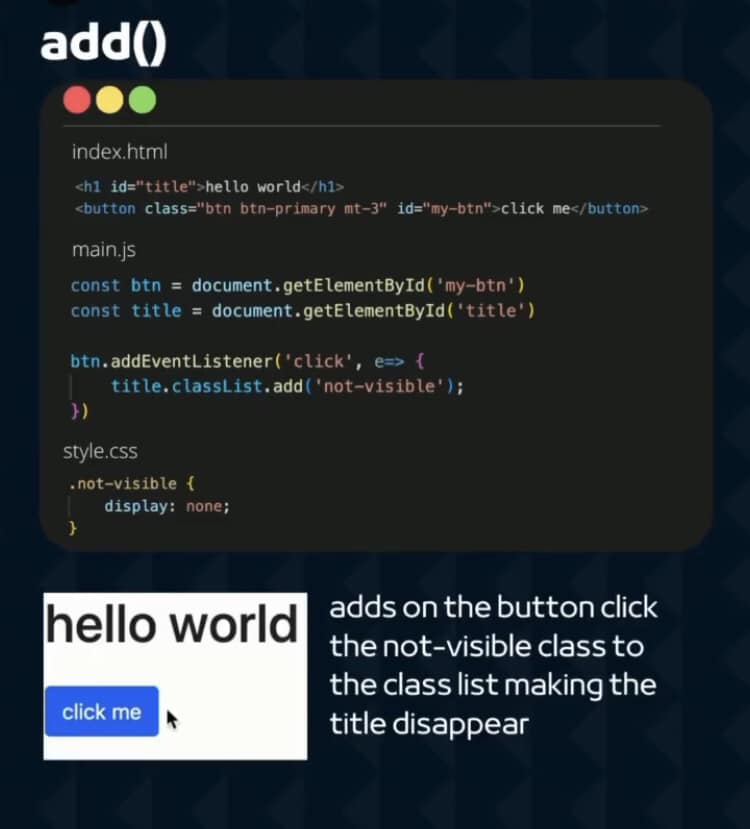 add()
index.html
<h1 id="title">hello world</h1>
<button class="btn btn-primary mt-3" id="my-btn">click me</button>
main.js
const btn = document.getElementById('my-btn')
const title = document.getElementById('title')
btn.addEventListener('click', e=> {
title.classList.add('not-visible');
})
style.css
.not-visible {
display: none;
}
hello world
click me
adds on the button click
the not-visible class to
the class list making the
title disappear